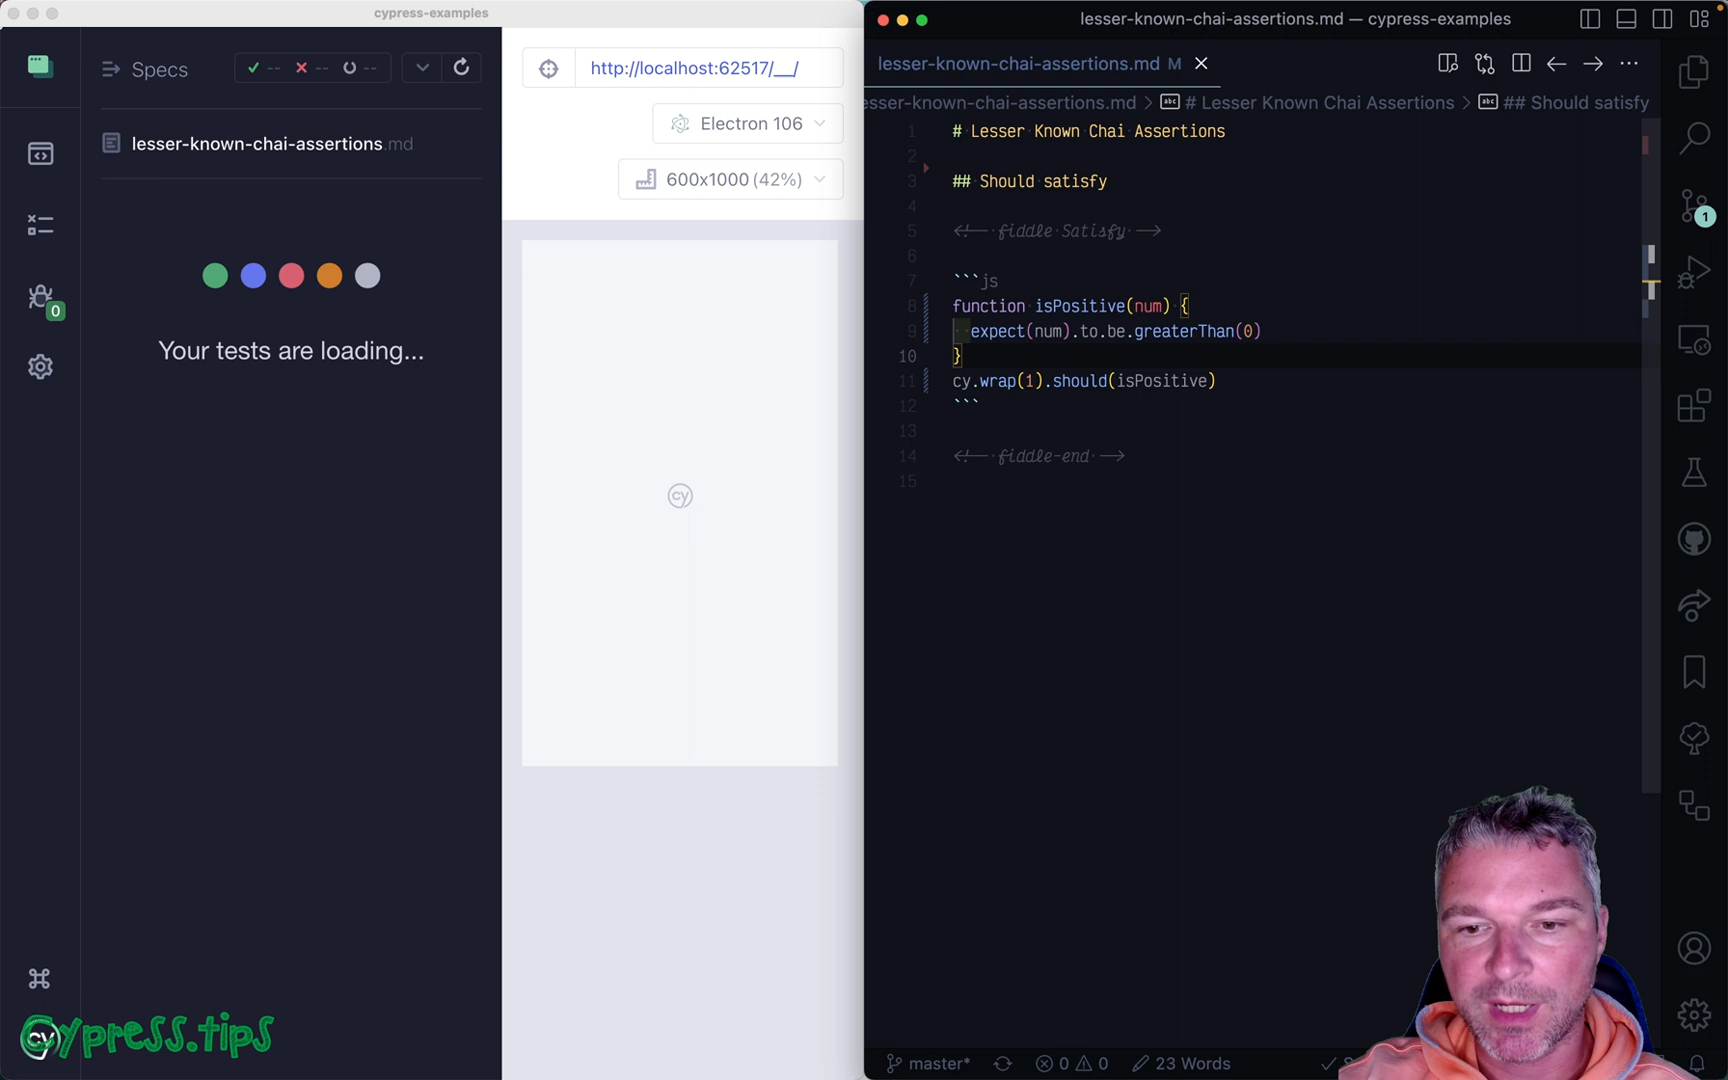 cypress-examples
Specs
-- -- --
lesser-known-chai-assertions.md
Your tests are loading...
0
http://localhost:62517/__/
Electron 106
600x1000 (42%)
cy
cy
cypress.tips
lesser-known-chai-assertions.md — cypress-examples
lesser-known-chai-assertions.md M
esser-known-chai-assertions.md > abc # Lesser Known Chai Assertions > abc ## Should satisfy
1 # Lesser Known Chai Assertions
2
3 ## Should satisfy
4
5 <!-- fiddle Satisfy -->
6
7 ```js
8 function isPositive(num) {
9 expect(num).to.be.greaterThan(0)
10 }
11 cy.wrap(1).should(isPositive)
12 ```
13
14 <!-- fiddle-end -->
15
1
master* 0 0 23 Words